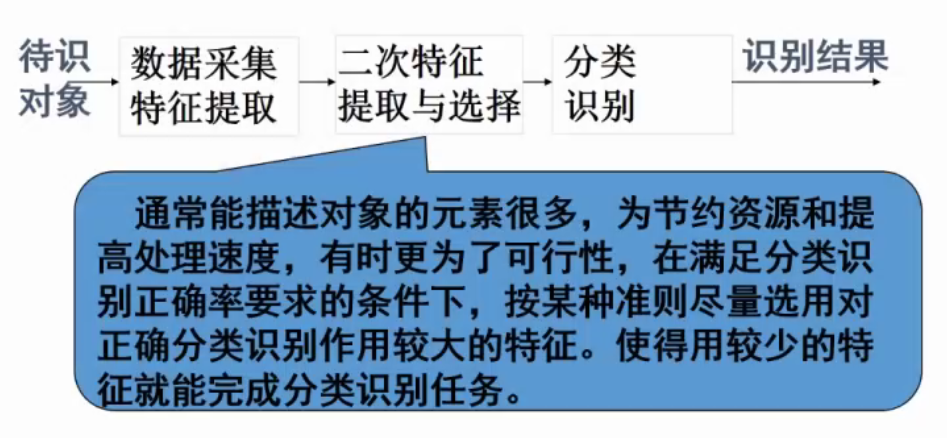 待识
对象
数据采集
特征提取
二次特征
提取与选择
分类
识别
识别结果
通常能描述对象的元素很多，为节约资源和提
高处理速度，有时更为了可行性，在满足分类识
别正确率要求的条件下，按某种准则尽量选用对
正确分类识别作用较大的特征。使得用较少的特
征就能完成分类识别任务。